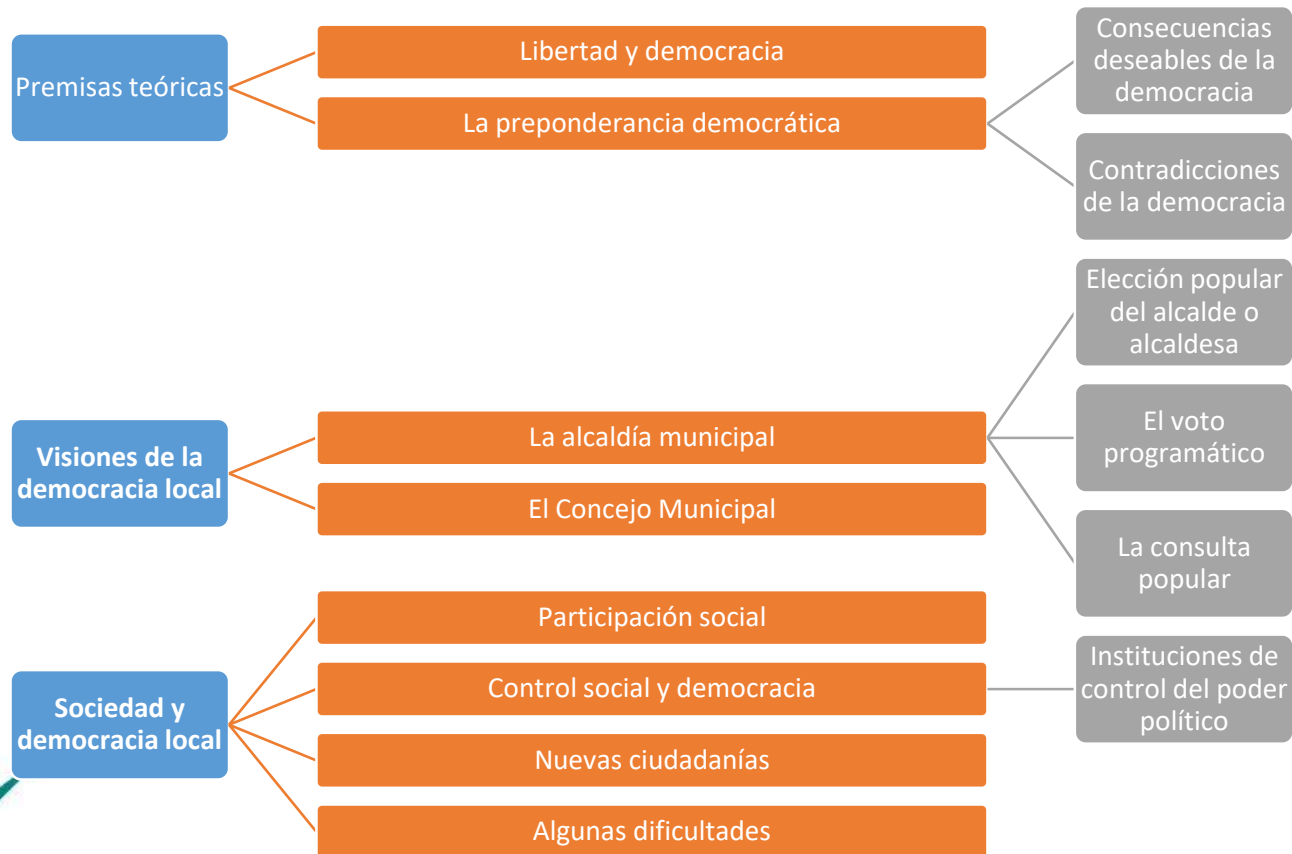 Premisas teóricas
Libertad y democracia
La preponderancia democrática
Consecuencias
deseables de la
democracia
Contradicciones
de la democracia
Visiones de la
democracia local
La alcaldía municipal
El Concejo Municipal
Elección popular
del alcalde o
alcaldesa
El voto
programático
La consulta
popular
Sociedad y
democracia local
Participación social
Control social y democracia
Nuevas ciudadanías
Algunas dificultades
Instituciones de
control del poder
político